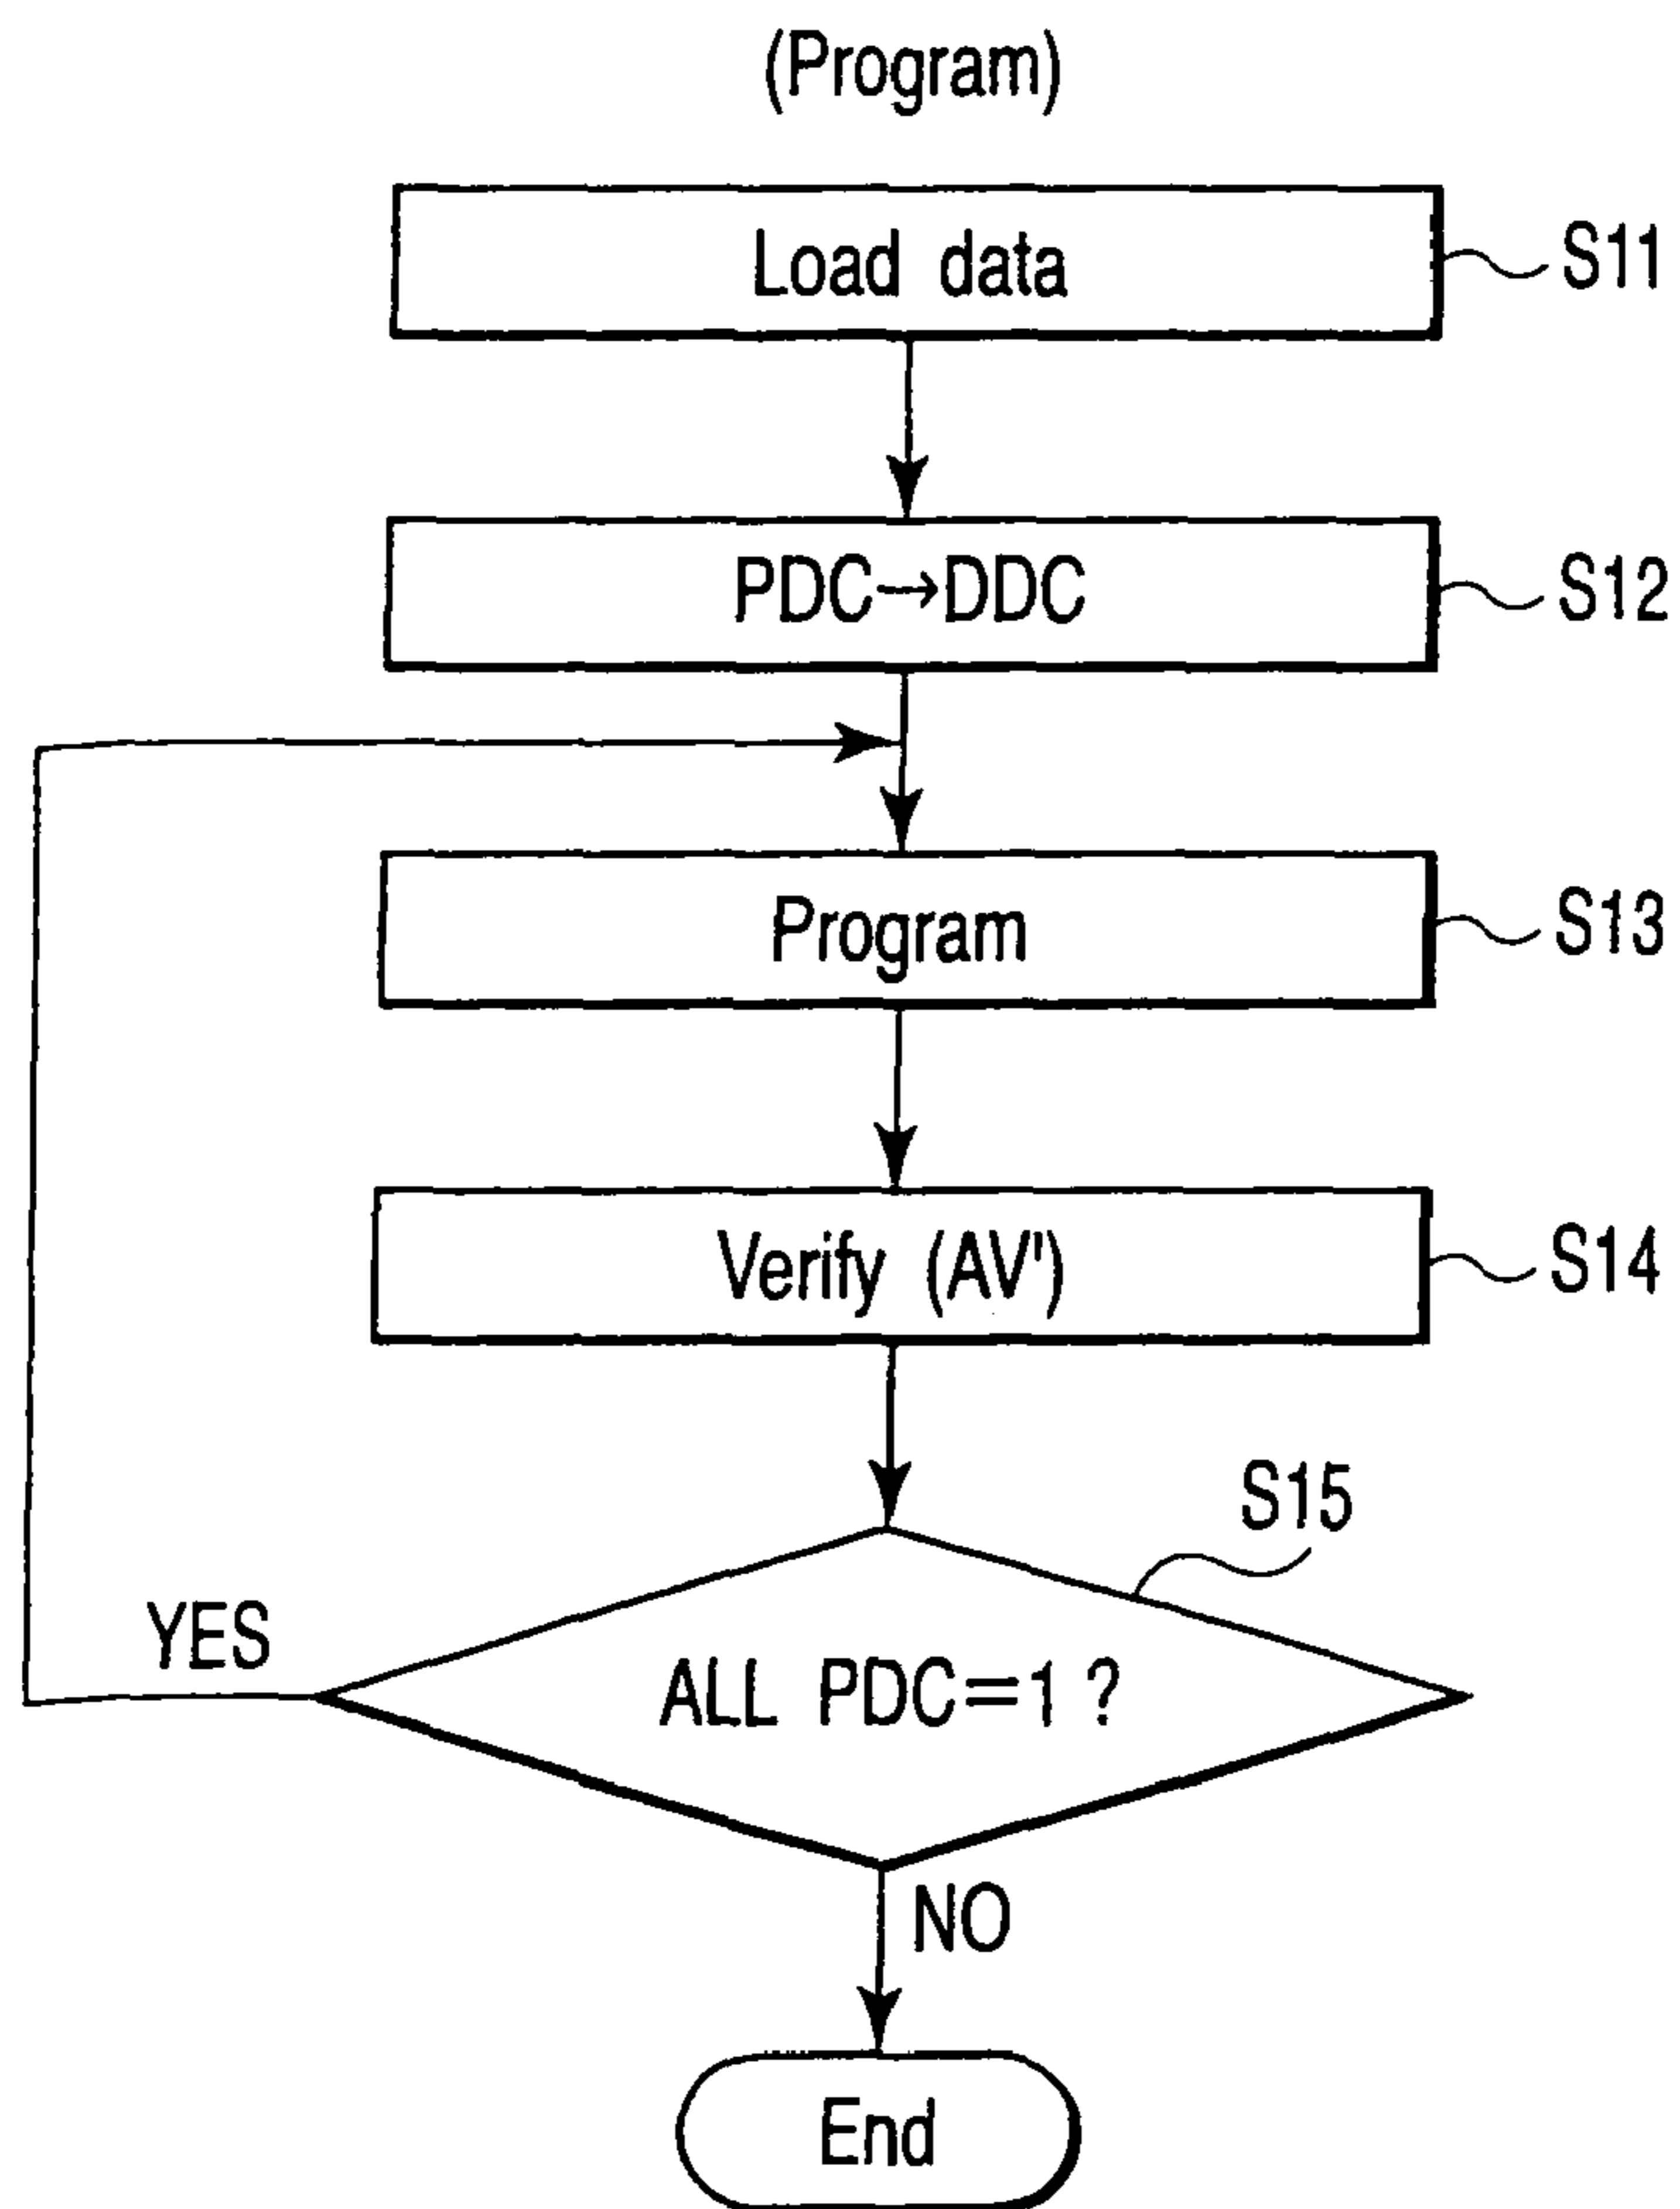 (Program)
Load data
S11
PDC→DDC
S12
Program
S13
Verify (AV')
S14
S15
YES
ALL PDC=1 ?
NO
End